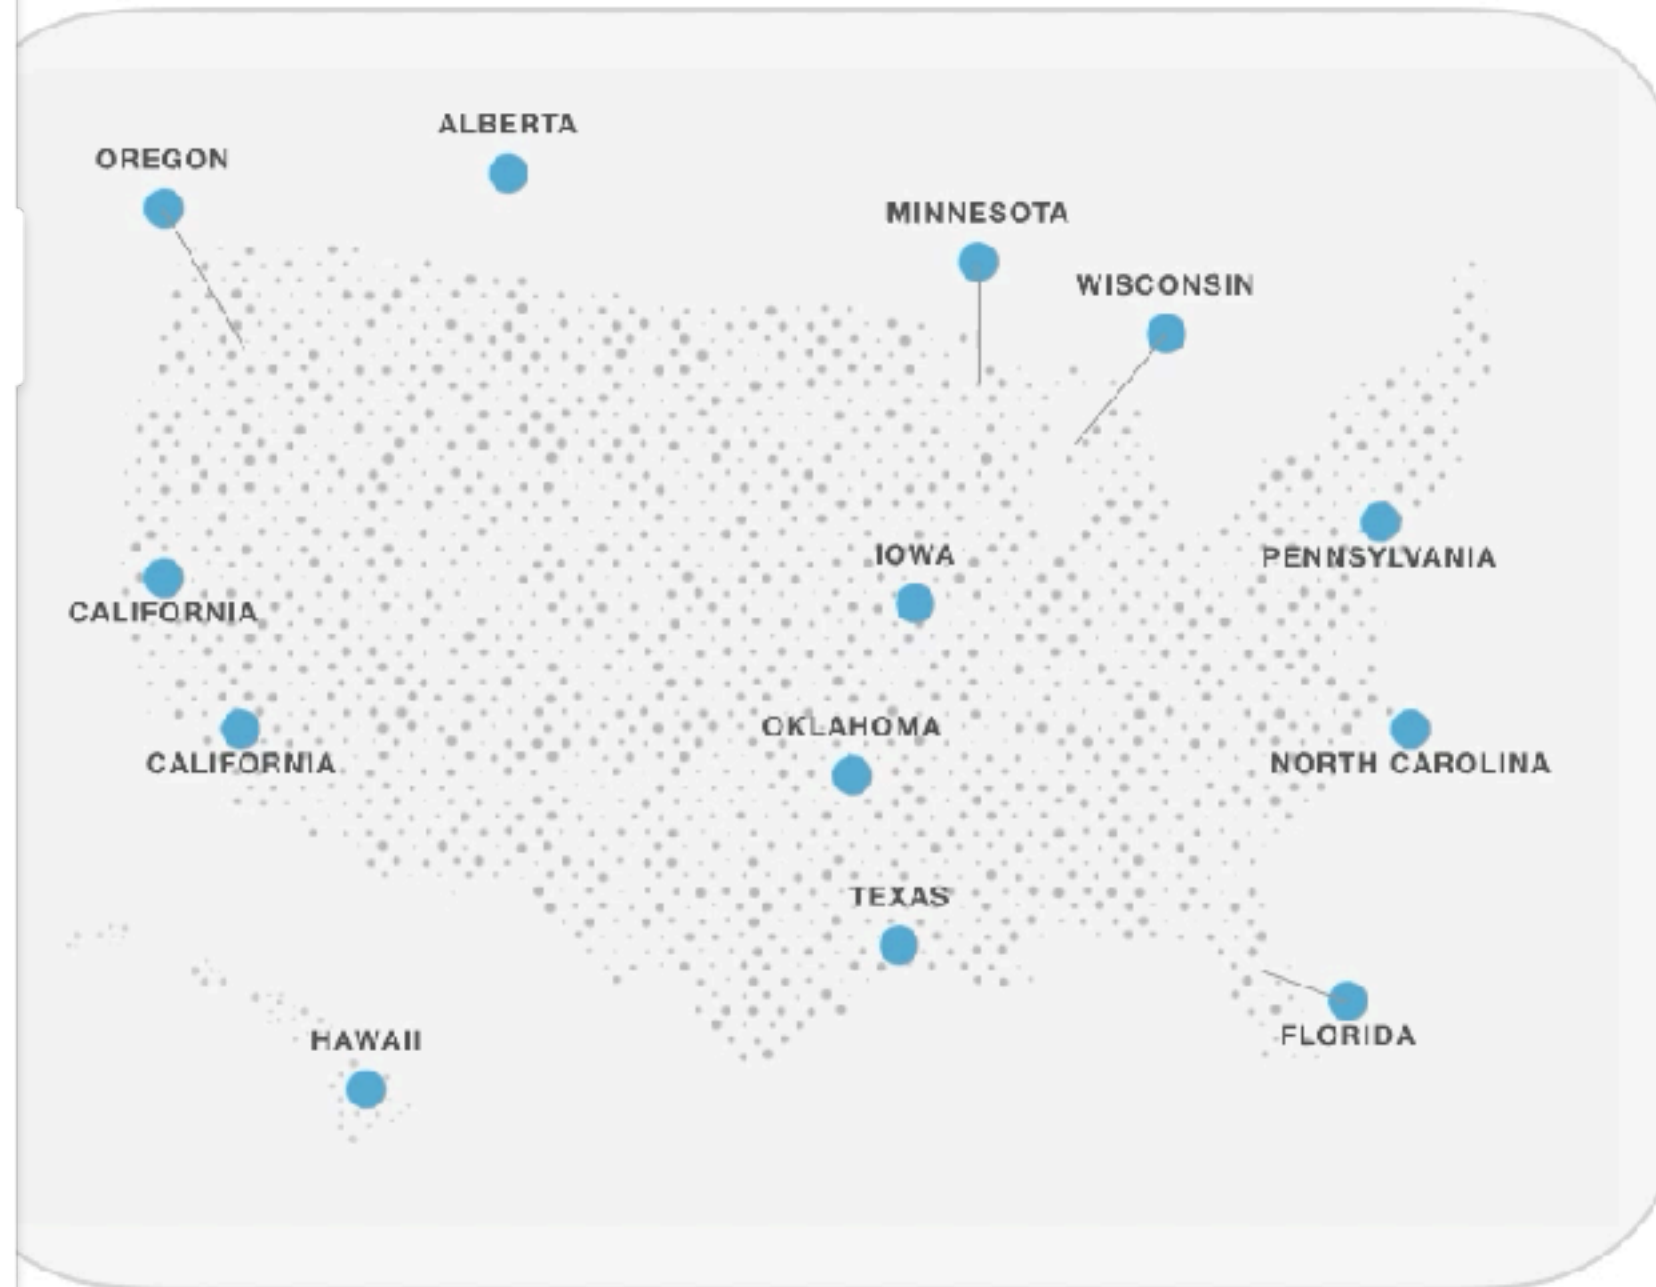 ALBERTA
OREGON
MINNESOTA
WISCONSIN
IOWA
PENNSYLVANIA
CALIFORNIA
OKLAHOMA
CALIFORNIA
NORTH CAROLINA
TEXAS
FLORIDA
HAWAII